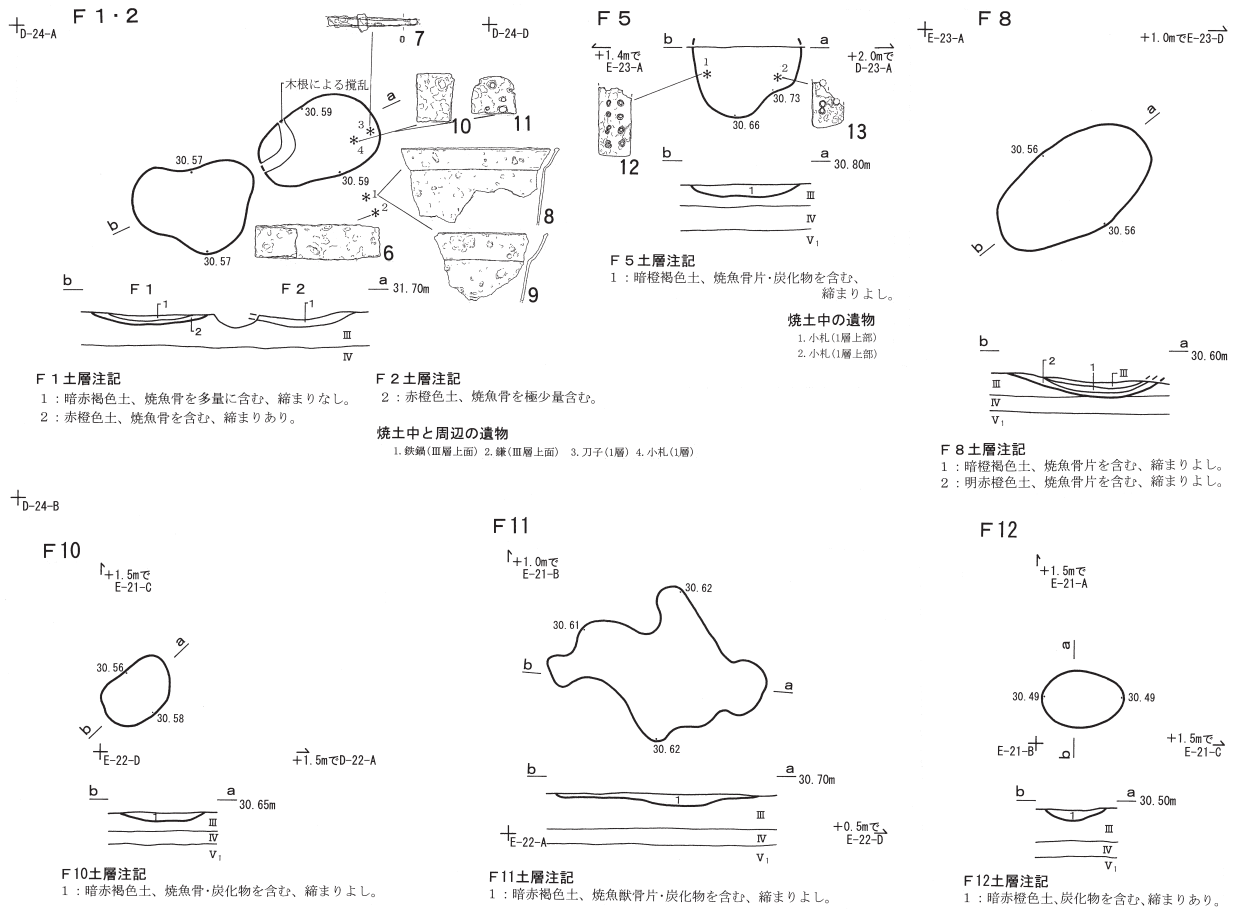 F1・2
D-24-A
D-24-D
7
木根による撹乱
a
30.59
3
4
10
11
30.57
30.59
1
2
8
b
6
30.57
9
b
F1
F2
a 31.70m
1
1
2
Ⅲ
Ⅳ
F1土層注記
1：暗赤褐色土、焼魚骨を多量に含む、締まりなし。
2：赤橙色土、焼魚骨を含む、締まりあり。
F2土層注記
2：赤橙色土、焼魚骨を極少量含む。
焼土中と周辺の遺物
1.鉄鍋(Ⅲ層上面) 2.鎌(Ⅲ層上面) 3.刀子(1層) 4.小札(1層)
F5
b
a
+1.4mで
E-23-A
+2.0mで
D-23-A
1
2
30.73
30.66
12
13
b
a 30.80m
1
Ⅲ
Ⅳ
Ⅴ1
F5土層注記
1：暗橙褐色土、焼魚骨片・炭化物を含む、
締まりよし。
焼土中の遺物
1.小札(1層上部)
2.小札(1層上部)
F8
E-23-A
+1.0mでE-23-D
a
30.56
30.56
b
b
a 30.60m
2
1
Ⅲ
Ⅲ
Ⅳ
Ⅴ1
F8土層注記
1：暗橙褐色土、焼魚骨片を含む、締まりよし。
2：明赤橙色土、焼魚骨片を含む、締まりよし。
D-24-B
F10
+1.5mで
E-21-C
a
30.56
30.58
b
E-22-D
+1.5mでD-22-A
b
a 30.65m
1
Ⅲ
Ⅳ
Ⅴ1
F10土層注記
1：暗赤褐色土、焼魚骨・炭化物を含む、締まりよし。
F11
+1.0mで
E-21-B
30.62
30.61
b
a
30.62
b
a 30.70m
1
Ⅲ
Ⅳ
Ⅴ1
E-22-A
+0.5mで
E-22-D
F11土層注記
1：暗赤褐色土、焼魚獣骨片・炭化物を含む、締まりよし。
F12
+1.5mで
E-21-A
a
30.49
30.49
E-21-B
b
+1.5mで
E-21-C
b
a 30.50m
1
Ⅲ
Ⅳ
Ⅴ1
F12土層注記
1：暗赤橙色土、炭化物を含む、締まりあり。